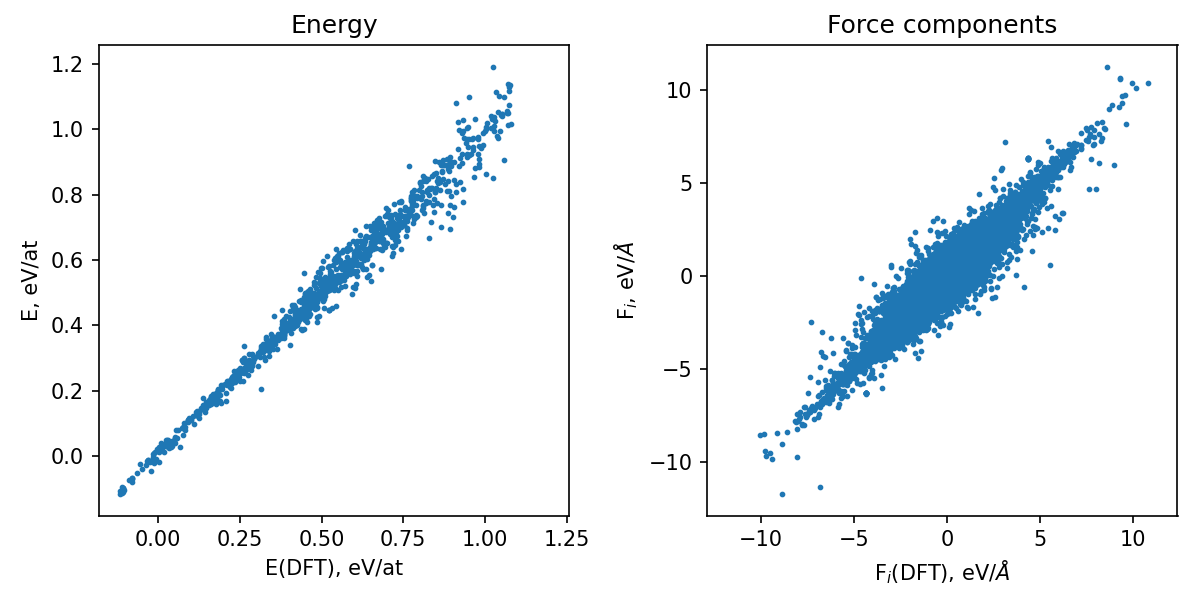 Energy
E, eV/at
1.2
1.0
0.8
0.6
0.4
0.2
0.0
0.00 0.25 0.50 0.75 1.00 1.25
E(DFT), eV/at
Force components
Fᵢ, eV/Å
10
5
0
−5
−10
−10 −5 0 5 10
Fᵢ(DFT), eV/Å